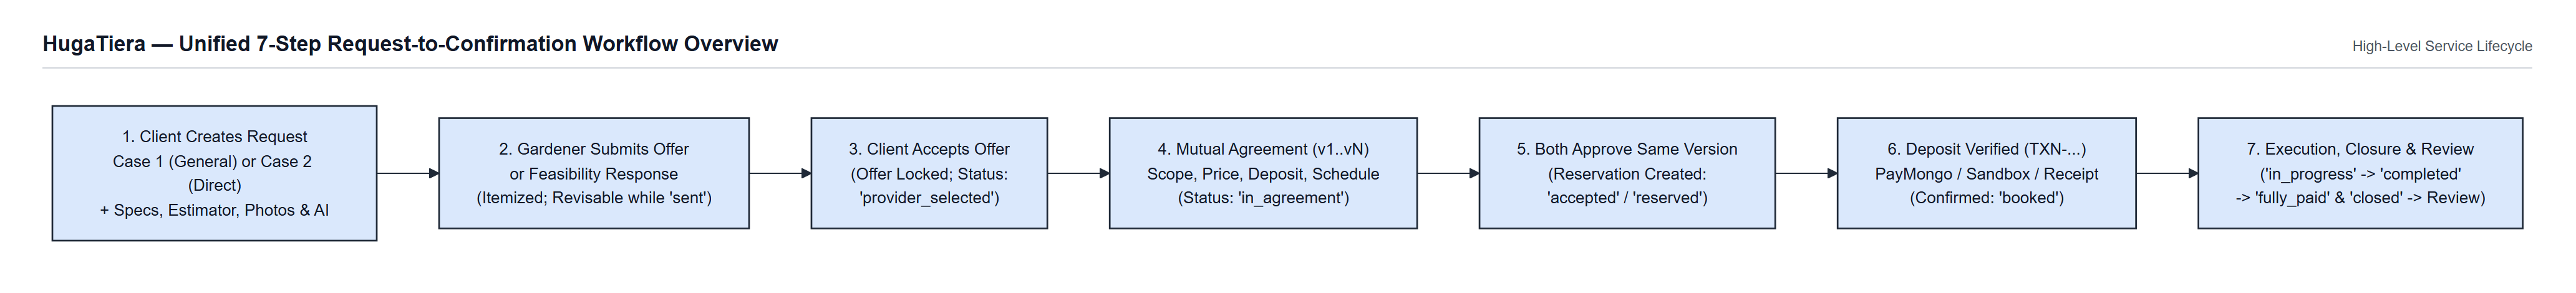 HugaTiera — Unified 7-Step Request-to-Confirmation Workflow Overview
High-Level Service Lifecycle
1. Client Creates Request
Case 1 (General) or Case 2
(Direct)
+ Specs, Estimator, Photos & AI
2. Gardener Submits Offer
or Feasibility Response
(Itemized; Revisable while 'sent')
3. Client Accepts Offer
(Offer Locked; Status:
'provider_selected')
4. Mutual Agreement (v1..vN)
Scope, Price, Deposit, Schedule
(Status: 'in_agreement')
5. Both Approve Same Version
(Reservation Created:
'accepted' / 'reserved')
6. Deposit Verified (TXN-...)
PayMongo / Sandbox / Receipt
(Confirmed: 'booked')
7. Execution, Closure & Review
('in_progress' -> 'completed'
-> 'fully_paid' & 'closed' -> Review)